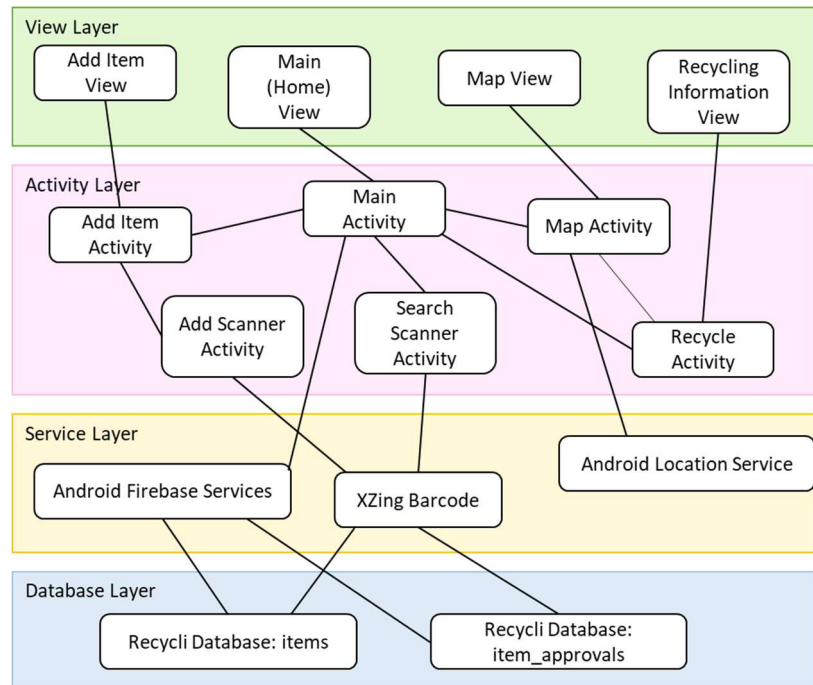 View Layer
Add Item
View
Main
(Home)
View
Map View
Recycling
Information
View
Activity Layer
Add Item
Activity
Main
Activity
Map Activity
Add Scanner
Activity
Search
Scanner
Activity
Recycle
Activity
Service Layer
Android Firebase Services
XZing Barcode
Android Location Service
Database Layer
Recycli Database: items
Recycli Database:
item_approvals